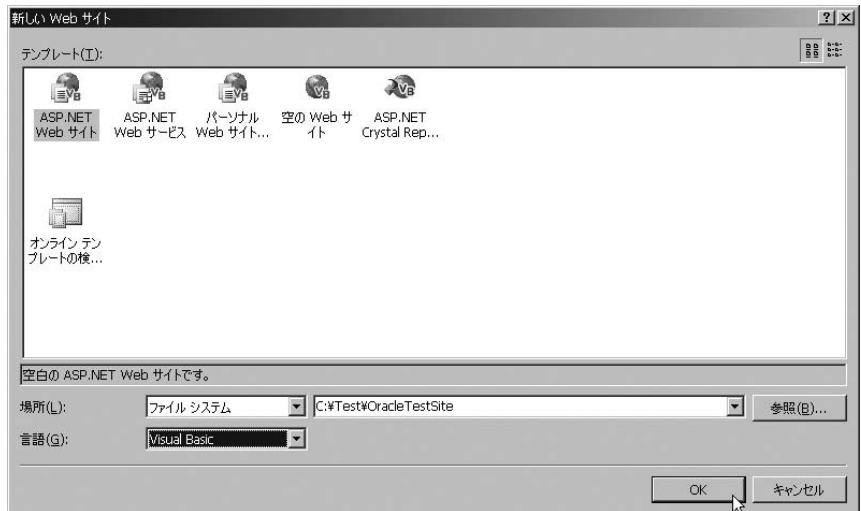 新しい Web サイト
テンプレート(T):
ASP.NET
Web サイト
ASP.NET
Web サービス
パーソナル
Web サイト...
空の Web サ
イト
ASP.NET
Crystal Rep...
オンライン テン
プレートの検...
空白の ASP.NET Web サイトです。
場所(L):
ファイル システム
C:¥Test¥OracleTestSite
参照(B)...
言語(G):
Visual Basic
OK
キャンセル